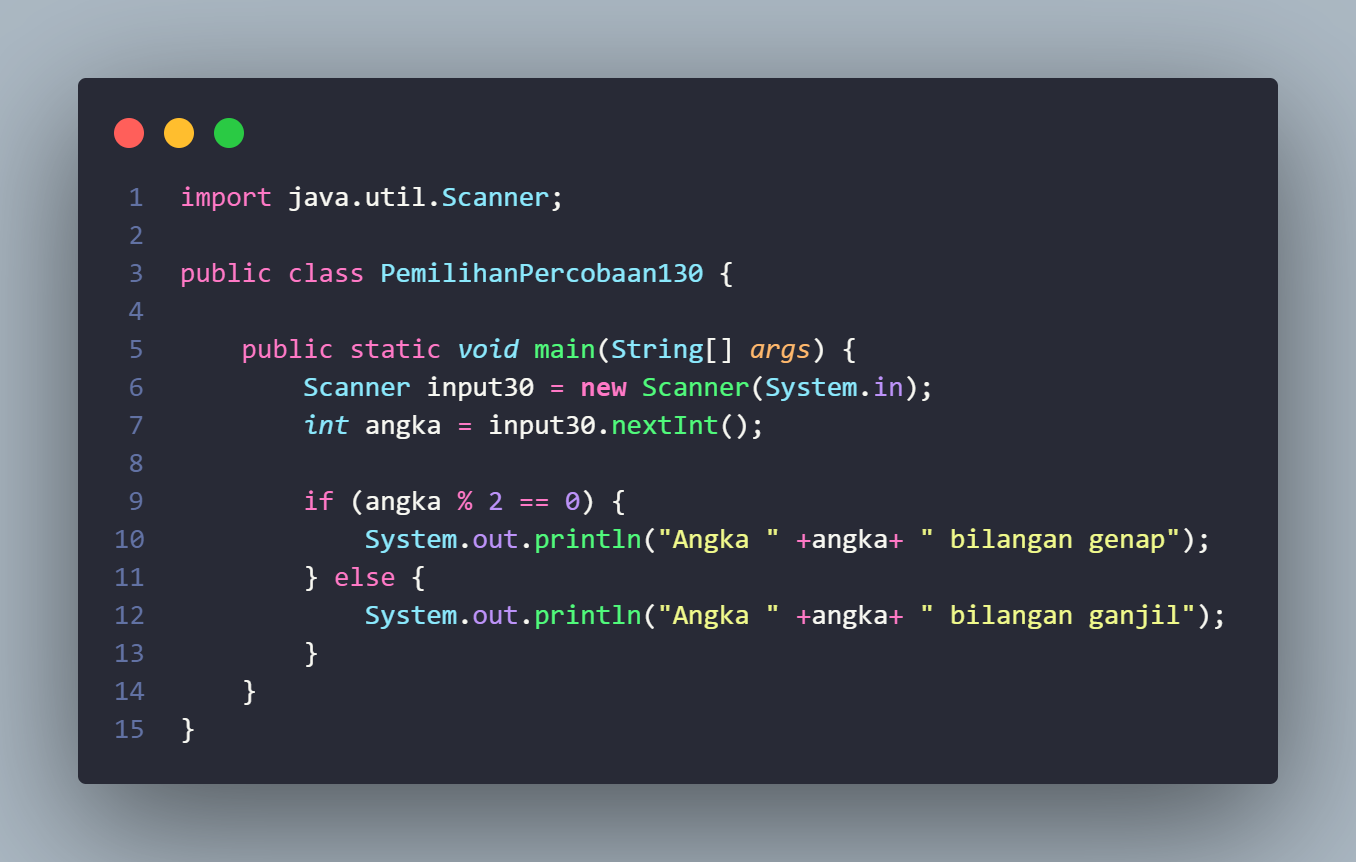 1 import java.util.Scanner;
2
3 public class PemilihanPercobaan130 {
4
5     public static void main(String[] args) {
6         Scanner input30 = new Scanner(System.in);
7         int angka = input30.nextInt();
8
9         if (angka % 2 == 0) {
10             System.out.println("Angka " +angka+ " bilangan genap");
11         } else {
12             System.out.println("Angka " +angka+ " bilangan ganjil");
13         }
14     }
15 }